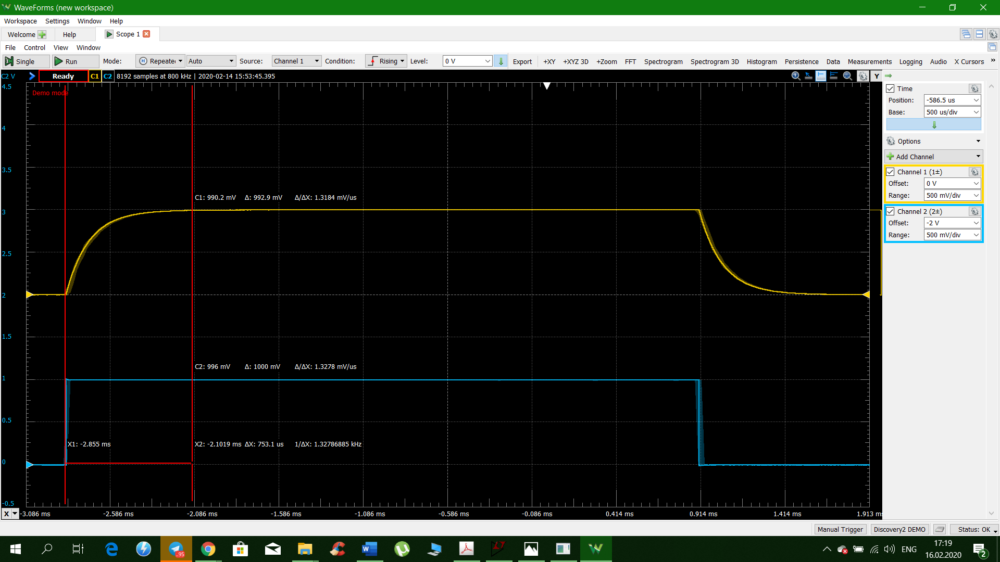 WaveForms (new workspace)
Workspace Settings Window Help
Welcome Help Scope 1
File Control View Window
Single Run Mode: Repeated Auto Source: Channel 1 Condition: Rising Level: 0 V Export +XY +XYZ 3D +Zoom FFT Spectrogram Spectrogram 3D Histogram Persistence Data Measurements Logging Audio X Cursors »
C2 V Ready C1 C2 8192 samples at 800 kHz | 2020-02-14 15:53:45.395 Y
Demo mode
4.5
4
3.5
3
2.5
2
1.5
1
0.5
0
-0.5
C1: 990.2 mV Δ: 992.9 mV Δ/ΔX: 1.3184 mV/us
C2: 996 mV Δ: 1000 mV Δ/ΔX: 1.3278 mV/us
X1: -2.855 ms X2: -2.1019 ms ΔX: 753.1 us 1/ΔX: 1.32786885 kHz
X -3.086 ms -2.586 ms -2.086 ms -1.586 ms -1.086 ms -0.586 ms -0.086 ms 0.414 ms 0.914 ms 1.414 ms 1.913 ms
Time
Position: -586.5 us
Base: 500 us/div
Options
Add Channel
Channel 1 (1±)
Offset: 0 V
Range: 500 mV/div
Channel 2 (2±)
Offset: -2 V
Range: 500 mV/div
Manual Trigger Discovery2 DEMO Status: OK
.95 W ENG 17:19
16.02.2020 2